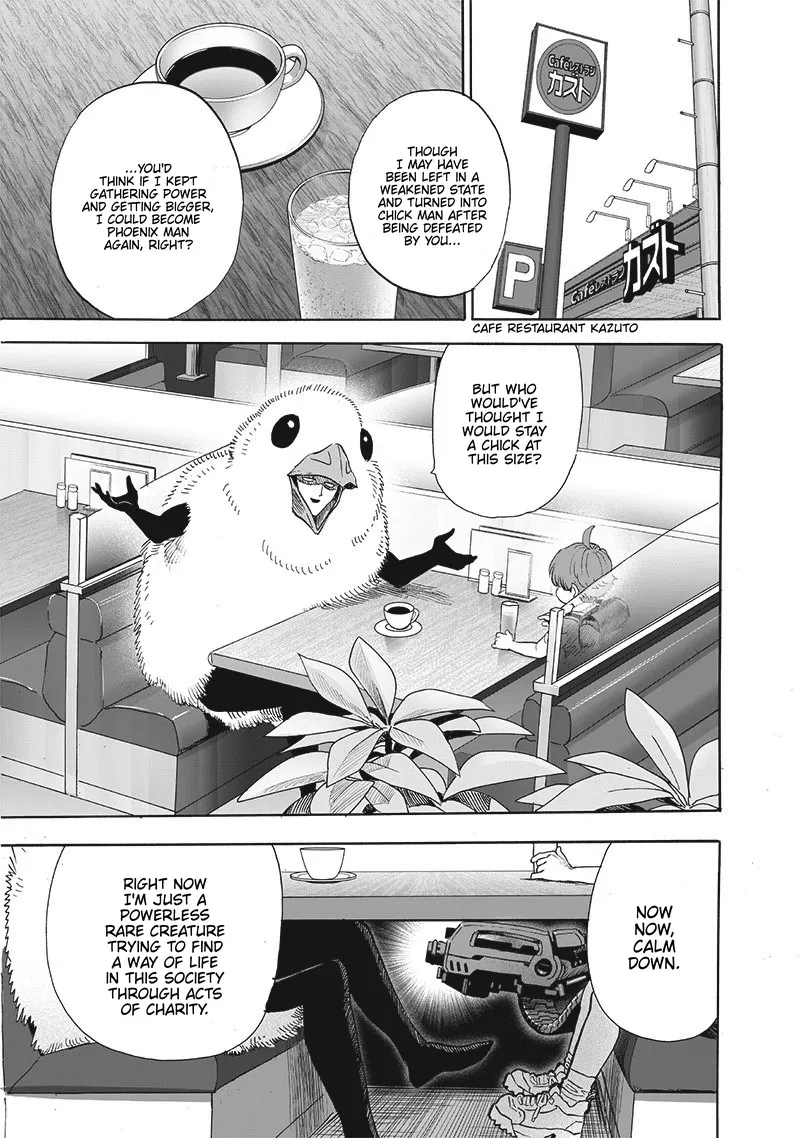 Caféレストラン
ガスト
P
Caféレストラン
ガスト
CAFE RESTAURANT KAZUTO
THOUGH
I MAY HAVE
BEEN LEFT IN A
WEAKENED STATE
AND TURNED INTO
CHICK MAN AFTER
BEING DEFEATED
BY YOU...
...YOU'D
THINK IF I KEPT
GATHERING POWER
AND GETTING BIGGER,
I COULD BECOME
PHOENIX MAN
AGAIN, RIGHT?
BUT WHO
WOULD'VE
THOUGHT I
WOULD STAY
A CHICK AT
THIS SIZE?
NOW
NOW,
CALM
DOWN.
RIGHT NOW
I'M JUST A
POWERLESS
RARE CREATURE
TRYING TO FIND
A WAY OF LIFE
IN THIS SOCIETY
THROUGH ACTS
OF CHARITY.